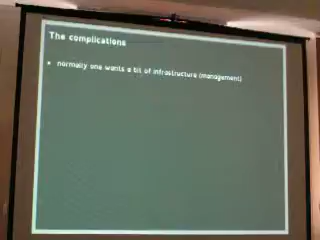 The complications
normally one wants a bit of infrastructure (management)